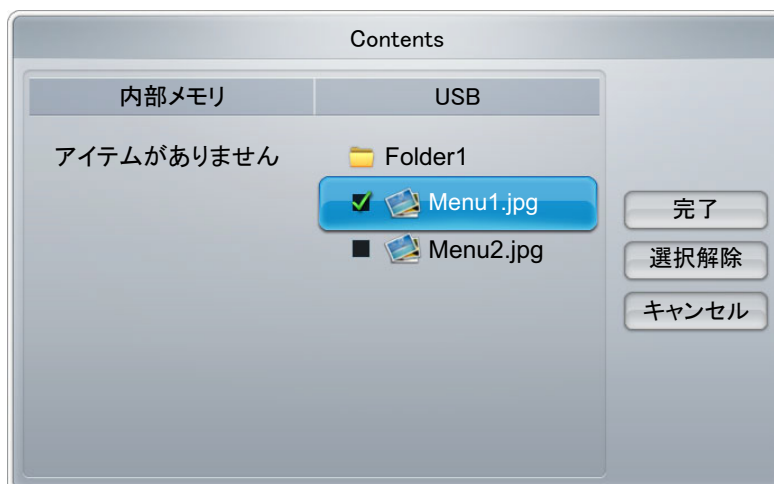 Contents
内部メモリ USB
アイテムがありません Folder1
Menu1.jpg 完了
Menu2.jpg 選択解除
キャンセル